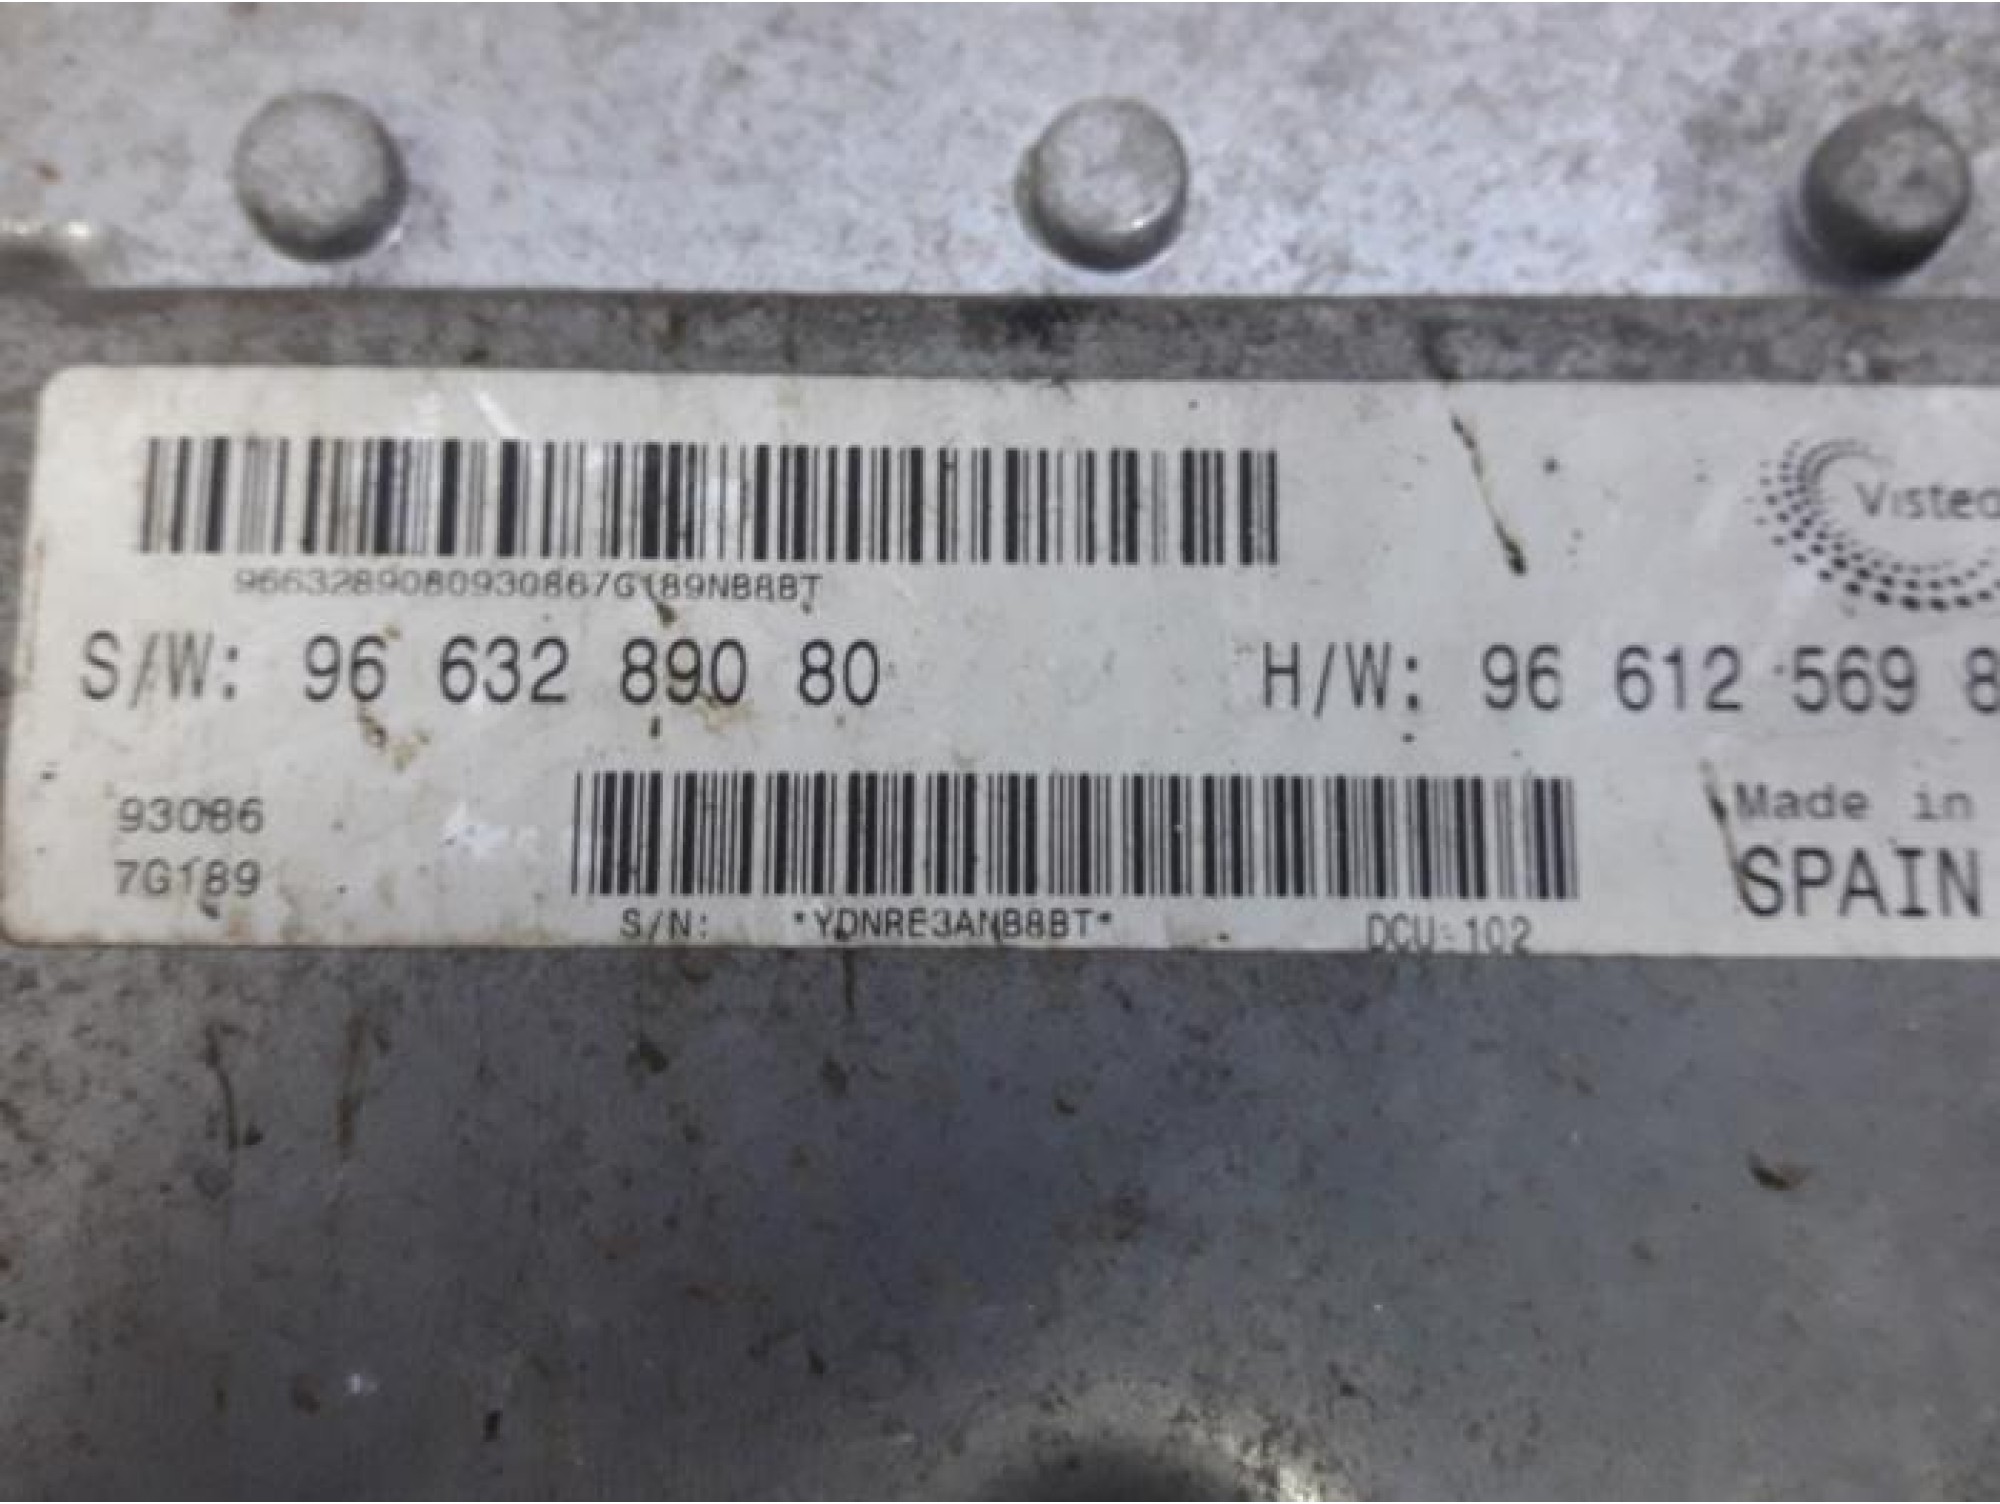 Visteo
9663289080930867G189NB8BT
S/W: 96 632 890 80
H/W: 96 612 569 8
93086
7G189
Made in
SPAIN
S/N: *YDNRE3ANB8BT*
DCU-102